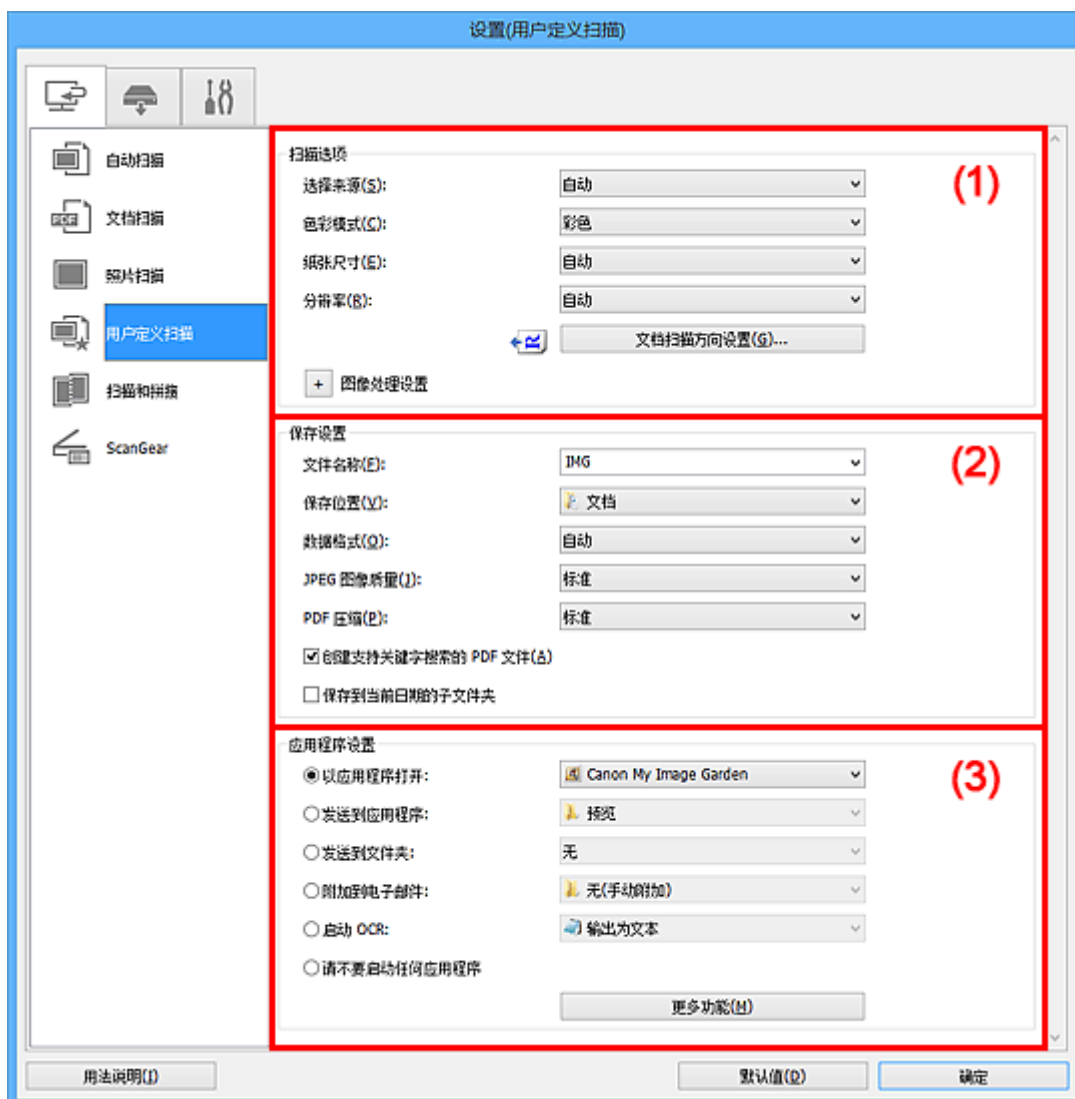 设置(用户定义扫描)
自动扫描
文档扫描
照片扫描
用户定义扫描
扫描和拼接
ScanGear
扫描选项
(1)
选择来源(S): 自动
色彩模式(C): 彩色
纸张尺寸(E): 自动
分辨率(R): 自动
文档扫描方向设置(G)...
+ 图像处理设置
保存设置
(2)
文件名称(F): IMG
保存位置(V): 文档
数据格式(O): 自动
JPEG 图像质量(J): 标准
PDF 压缩(P): 标准
创建支持关键字搜索的 PDF 文件(A)
保存到当前日期的子文件夹
应用程序设置
(3)
以应用程序打开: Canon My Image Garden
发送到应用程序: 预览
发送到文件夹: 无
附加到电子邮件: 无(手动附加)
启动 OCR: 输出为文本
请不要启动任何应用程序
更多功能(M)
用法说明(I) 默认值(D) 确定